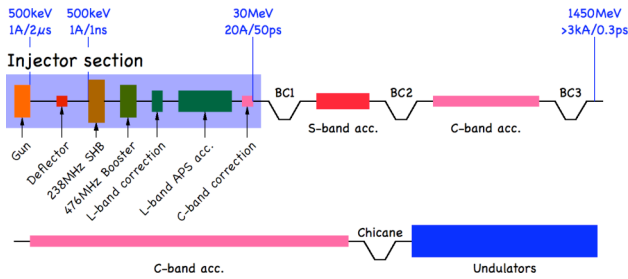 500keV
1A/2μs
500keV
1A/1ns
30MeV
20A/50ps
1450MeV
>3kA/0.3ps
Injector section
BC1
BC2
BC3
S-band acc.
C-band acc.
Gun
Deflector
238MHz SHB
476MHz Booster
L-band correction
L-band APS acc.
C-band correction
Chicane
C-band acc.
Undulators